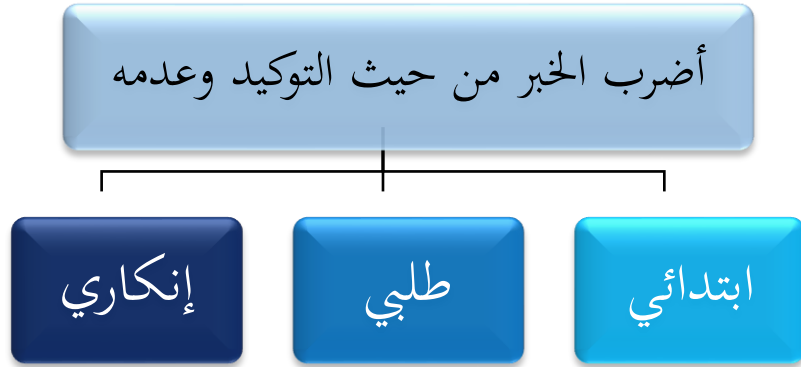 أضرب الخبر من حيث التوكيد وعدمه
ابتدائي
طلبي
إنكاري